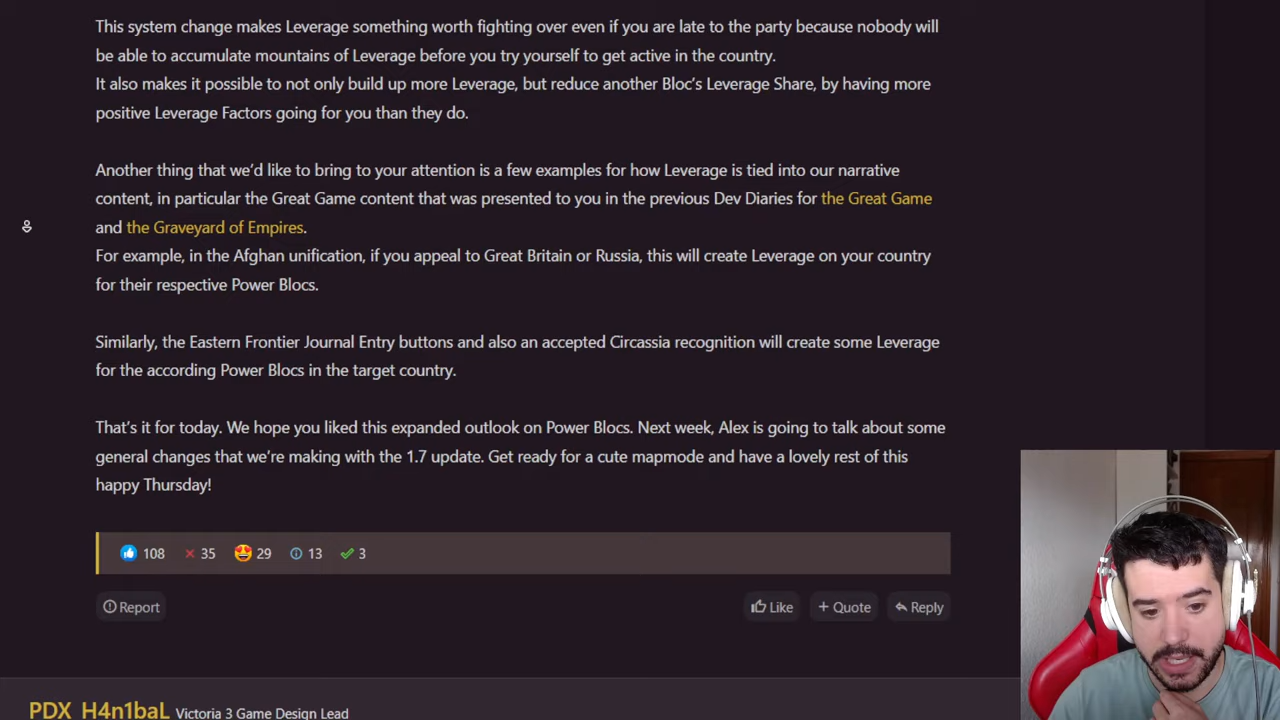 This system change makes Leverage something worth fighting over even if you are late to the party because nobody will
be able to accumulate mountains of Leverage before you try yourself to get active in the country.
It also makes it possible to not only build up more Leverage, but reduce another Bloc's Leverage Share, by having more
positive Leverage Factors going for you than they do.
Another thing that we'd like to bring to your attention is a few examples for how Leverage is tied into our narrative
content, in particular the Great Game content that was presented to you in the previous Dev Diaries for the Great Game
and the Graveyard of Empires.
For example, in the Afghan unification, if you appeal to Great Britain or Russia, this will create Leverage on your country
for their respective Power Blocs.
Similarly, the Eastern Frontier Journal Entry buttons and also an accepted Circassia recognition will create some Leverage
for the according Power Blocs in the target country.
That's it for today. We hope you liked this expanded outlook on Power Blocs. Next week, Alex is going to talk about some
general changes that we're making with the 1.7 update. Get ready for a cute mapmode and have a lovely rest of this
happy Thursday!
108 35 29 13 3
Report Like + Quote Reply
PDX_H4n1baL Victoria 3 Game Design Lead